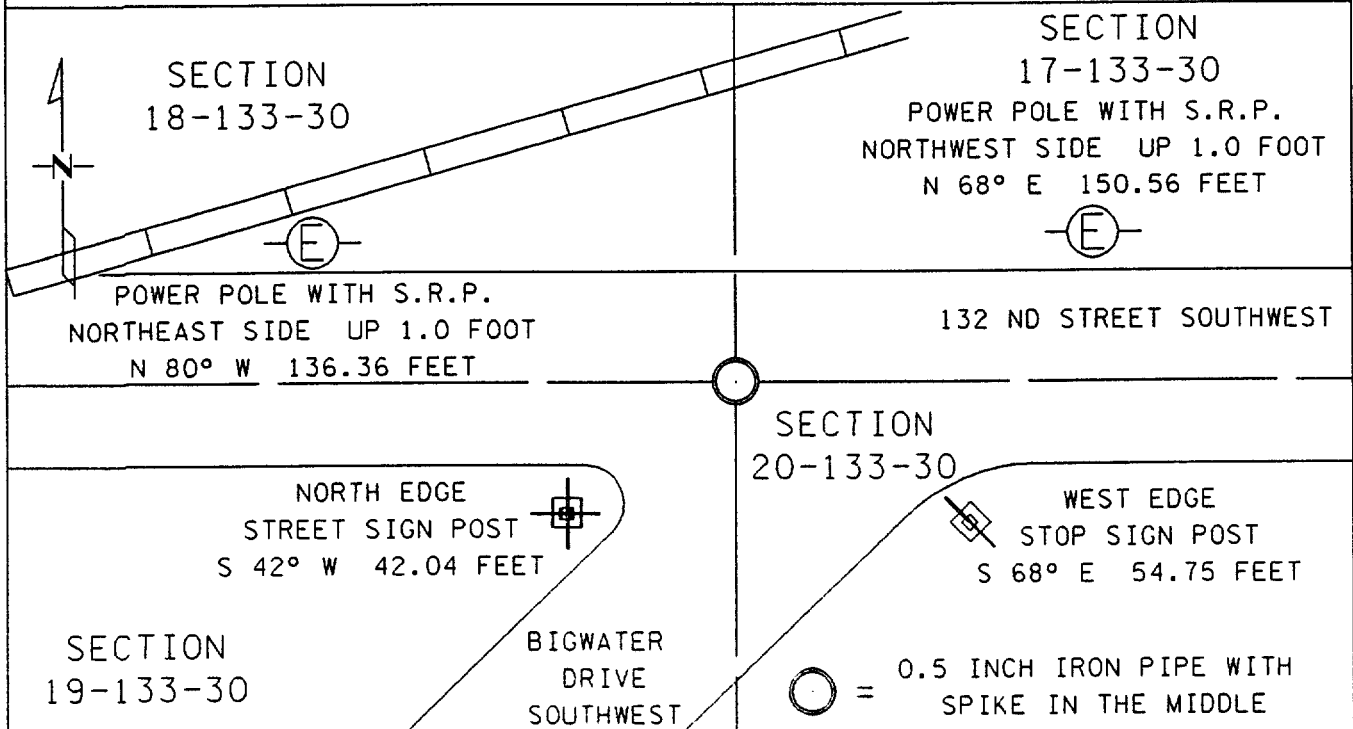 SECTION
18-133-30
SECTION
17-133-30
POWER POLE WITH S.R.P.
NORTHWEST SIDE UP 1.0 FOOT
N 68° E 150.56 FEET
N
E
E
POWER POLE WITH S.R.P.
NORTHEAST SIDE UP 1.0 FOOT
N 80° W 136.36 FEET
132 ND STREET SOUTHWEST
SECTION
20-133-30
NORTH EDGE
STREET SIGN POST
S 42° W 42.04 FEET
WEST EDGE
STOP SIGN POST
S 68° E 54.75 FEET
SECTION
19-133-30
BIGWATER
DRIVE
SOUTHWEST
= 0.5 INCH IRON PIPE WITH
SPIKE IN THE MIDDLE